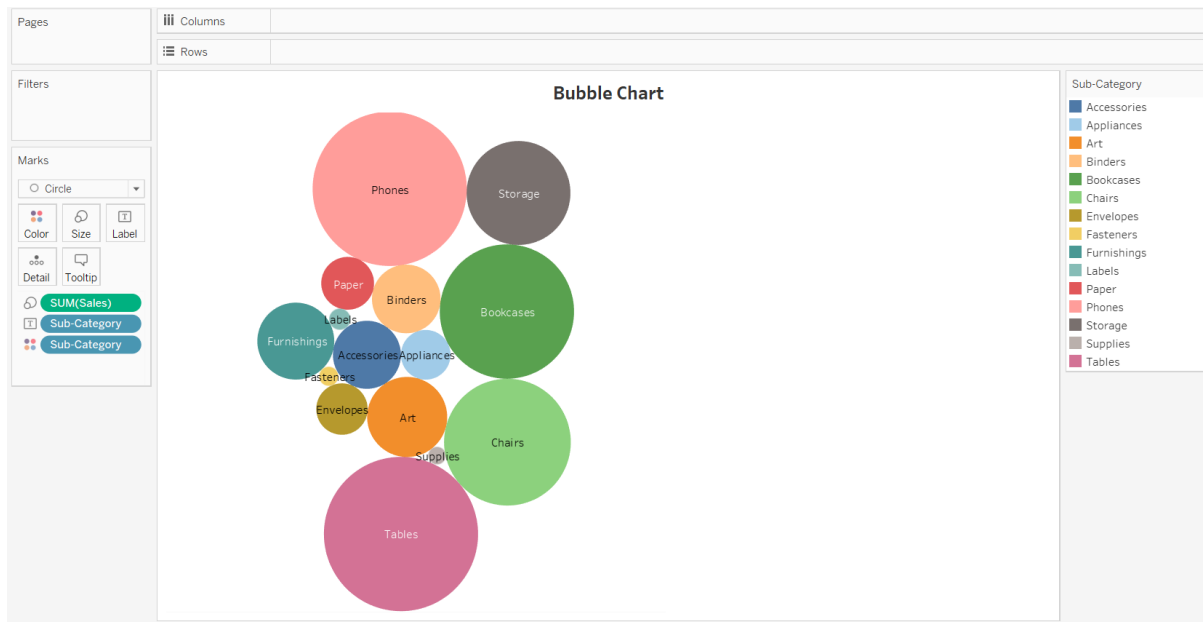 Pages
Columns
Rows
Filters
Marks
Circle
Color Size Label
Detail Tooltip
SUM(Sales)
Sub-Category
Sub-Category
Bubble Chart
Phones
Storage
Paper
Binders
Bookcases
Labels
Furnishings
Accessories
Appliances
Fasteners
Envelopes
Art
Chairs
Supplies
Tables
Sub-Category
Accessories
Appliances
Art
Binders
Bookcases
Chairs
Envelopes
Fasteners
Furnishings
Labels
Paper
Phones
Storage
Supplies
Tables